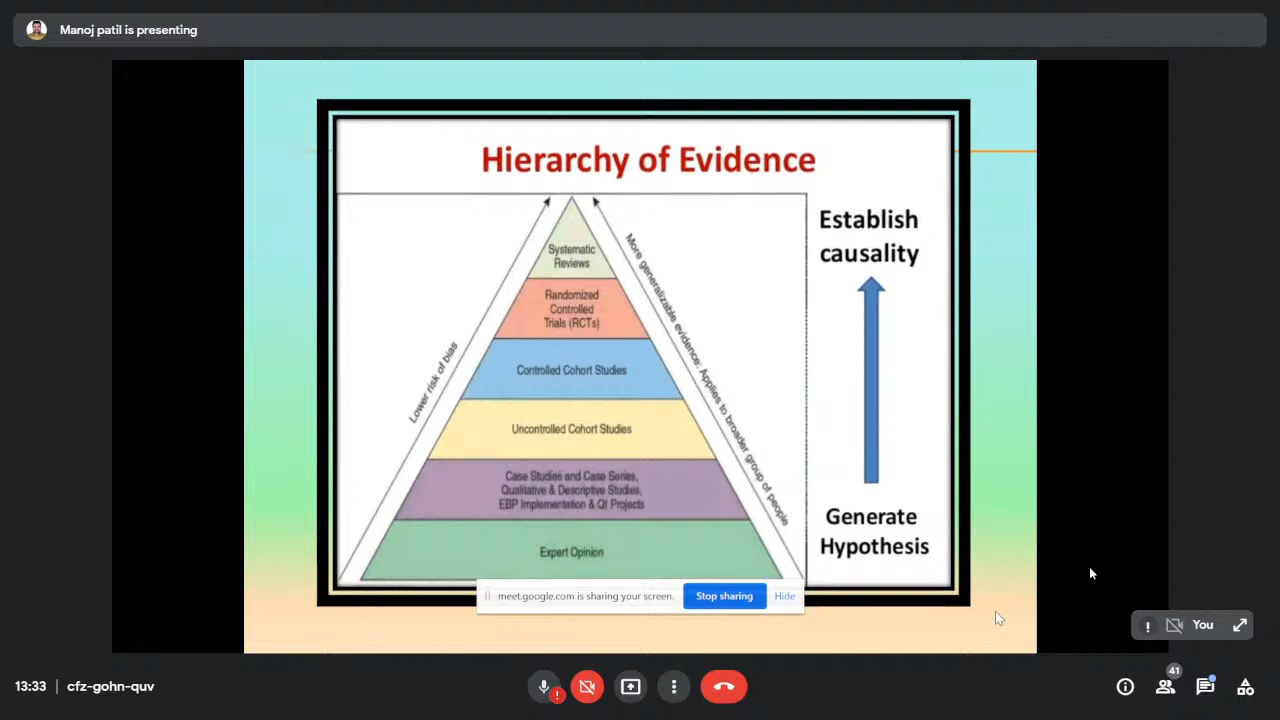 Manoj patil is presenting
Hierarchy of Evidence
Establish
causality
Generate
Hypothesis
Lower risk of bias
More generalizable evidence: Applies to broader group of people
Systematic
Reviews
Randomized
Controlled
Trials (RCTs)
Controlled Cohort Studies
Uncontrolled Cohort Studies
Case Studies and Case Series,
Qualitative & Descriptive Studies,
EBP Implementation & QI Projects
Expert Opinion
meet.google.com is sharing your screen.
Stop sharing
Hide
You
13:33 | cfz-gohn-quv
41